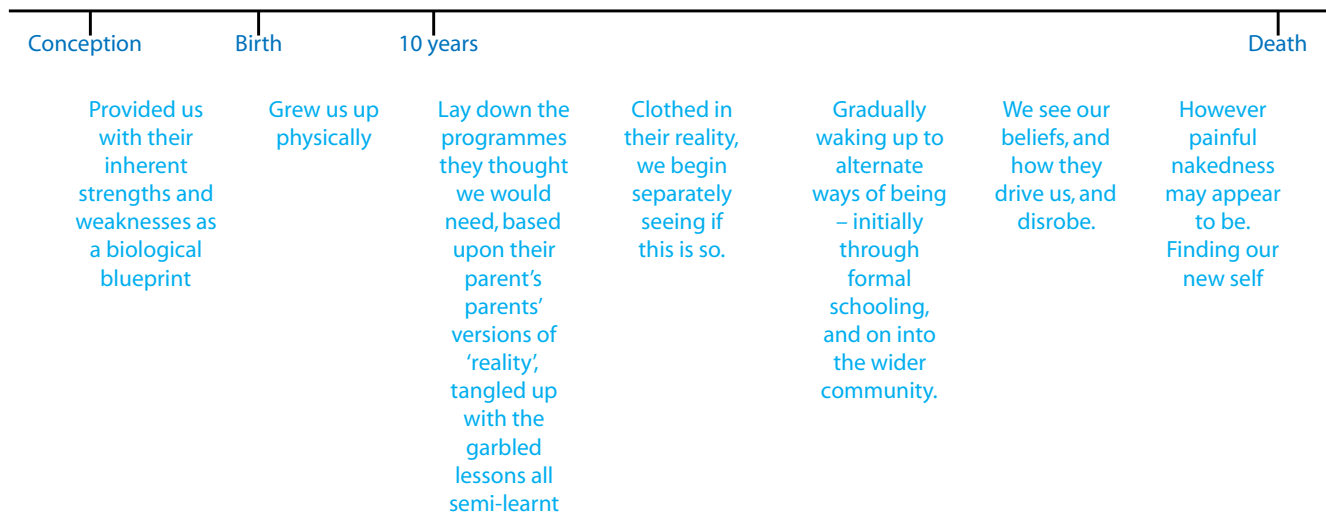 Conception
Birth
10 years
Death
Provided us
with their
inherent
strengths and
weaknesses as
a biological
blueprint
Grew us up
physically
Lay down the
programmes
they thought
we would
need, based
upon their
parent's
parents'
versions of
'reality',
tangled up
with the
garbled
lessons all
semi-learnt
Clothed in
their reality,
we begin
separately
seeing if
this is so.
Gradually
waking up to
alternate
ways of being
– initially
through
formal
schooling,
and on into
the wider
community.
We see our
beliefs, and
how they
drive us, and
disrobe.
However
painful
nakedness
may appear
to be.
Finding our
new self